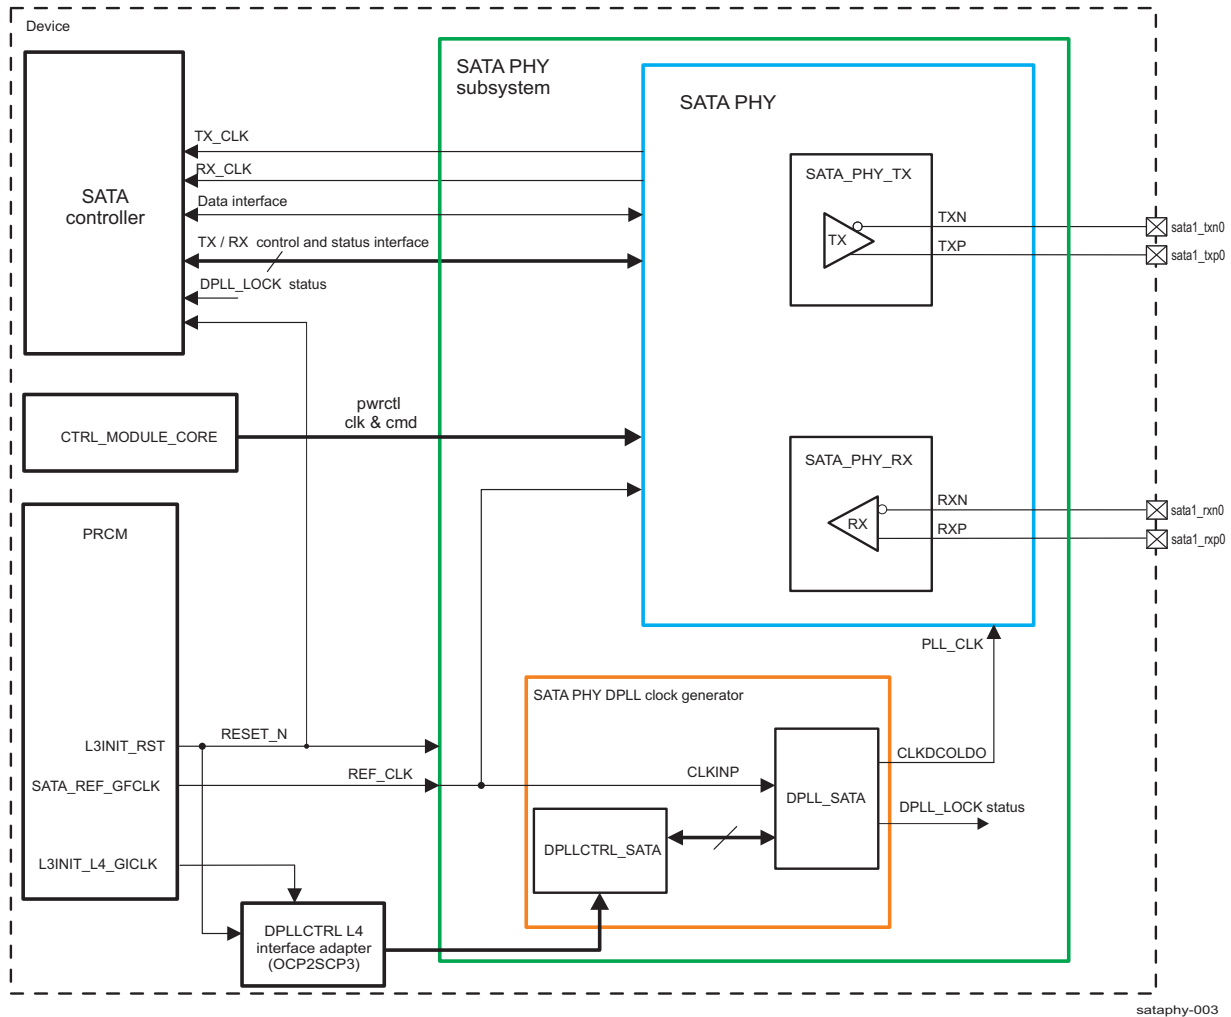 Device
SATA PHY
subsystem
SATA PHY
TX_CLK
RX_CLK
Data interface
TX / RX control and status interface
DPLL_LOCK status
SATA
controller
SATA_PHY_TX
TX
TXN
TXP
sata1_txn0
sata1_txp0
pwrctl
clk & cmd
CTRL_MODULE_CORE
SATA_PHY_RX
RX
RXN
RXP
sata1_rxn0
sata1_rxp0
PRCM
PLL_CLK
SATA PHY DPLL clock generator
L3INIT_RST
RESET_N
SATA_REF_GFCLK
REF_CLK
CLKINP
CLKDCOLDO
DPLL_SATA
DPLL_LOCK status
DPLLCTRL_SATA
L3INIT_L4_GICLK
DPLLCTRL L4
interface adapter
(OCP2SCP3)
sataphy-003